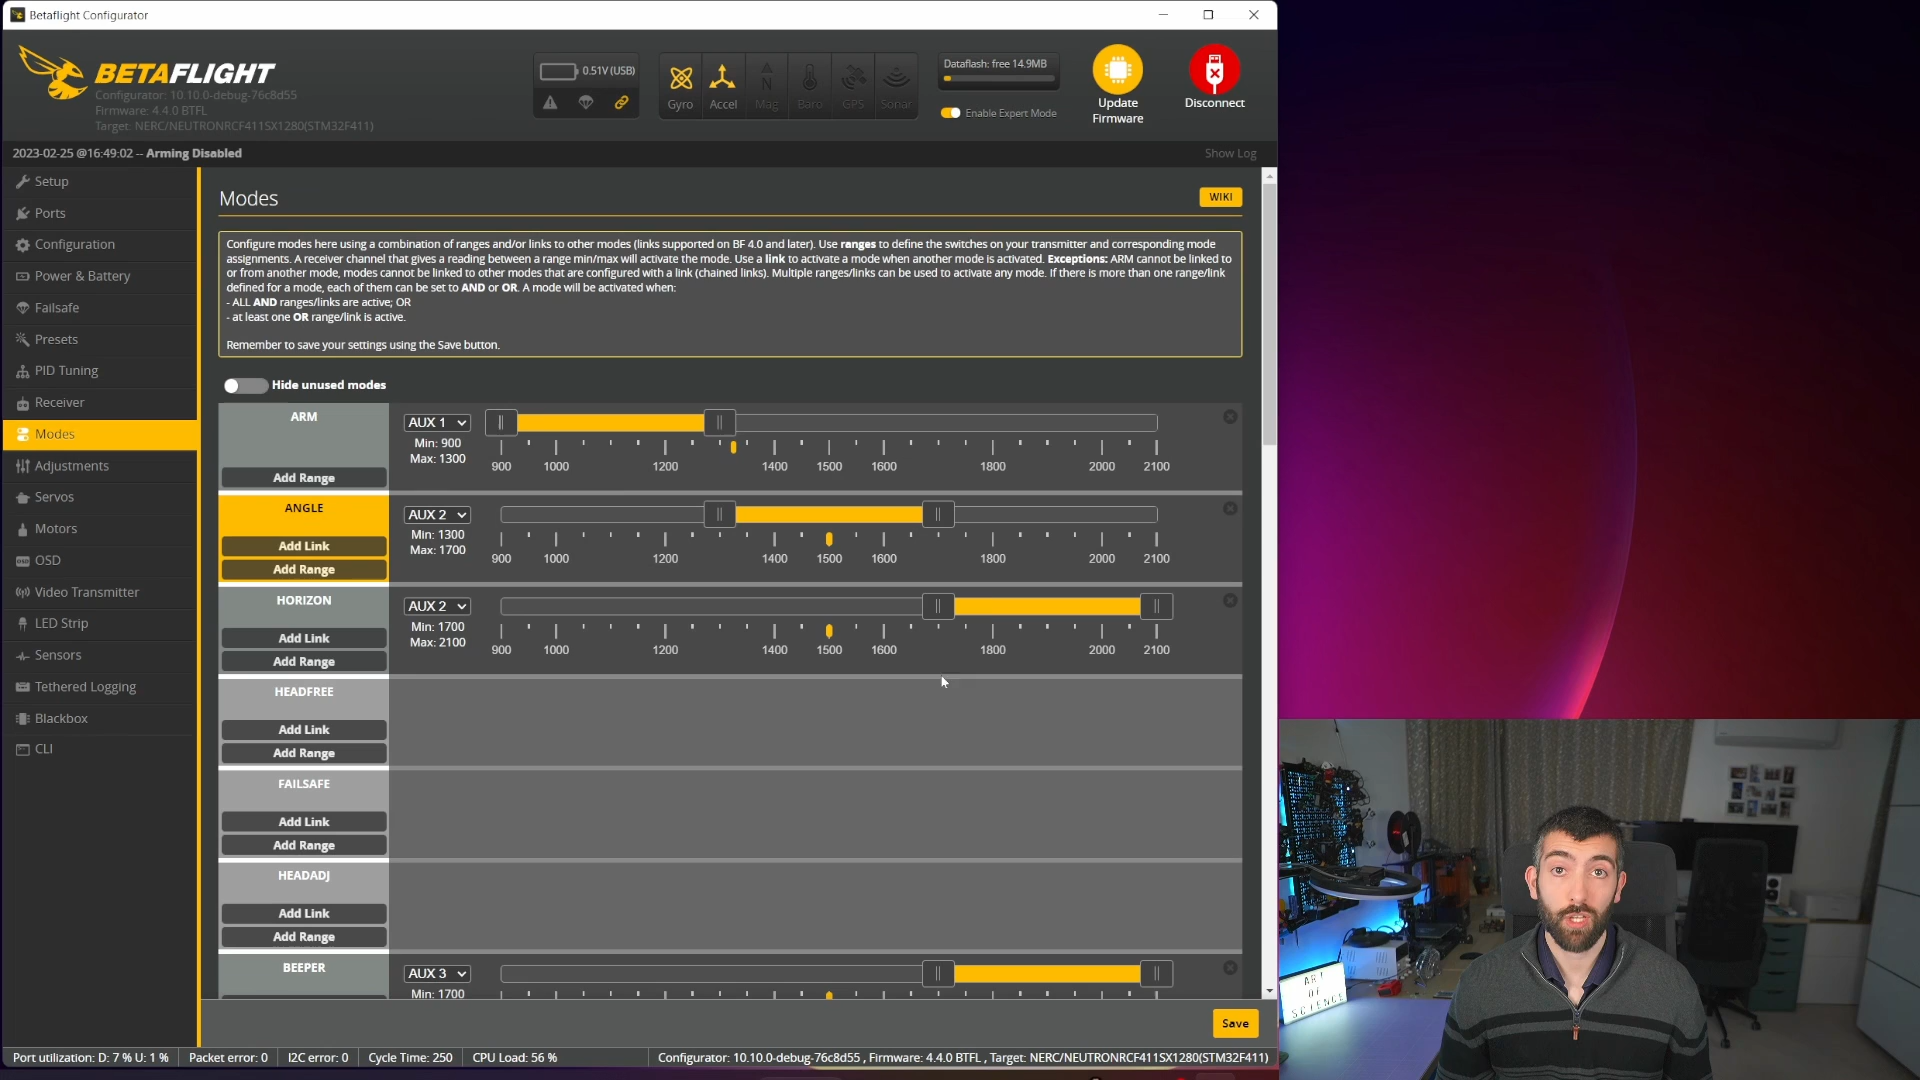 Betaflight Configurator
BETAFLIGHT
Configurator: 10.10.0-debug-76c8d55
Firmware: 4.4.0 BTFL
Target: NERC/NEUTRONRCF411SX1280(STM32F411)
0.51V (USB)
Gyro
Accel
Mag
Baro
GPS
Sonar
Dataflash: free 14.9MB
Enable Expert Mode
Update
Firmware
Disconnect
2023-02-25 @16:49:02 -- Arming Disabled
Show Log
Setup
Ports
Configuration
Power & Battery
Failsafe
Presets
PID Tuning
Receiver
Modes
Adjustments
Servos
Motors
OSD
Video Transmitter
LED Strip
Sensors
Tethered Logging
Blackbox
CLI
Modes
WIKI
Configure modes here using a combination of ranges and/or links to other modes (links supported on BF 4.0 and later). Use ranges to define the switches on your transmitter and corresponding mode
assignments. A receiver channel that gives a reading between a range min/max will activate the mode. Use a link to activate a mode when another mode is activated. Exceptions: ARM cannot be linked to
or from another mode, modes cannot be linked to other modes that are configured with a link (chained links). Multiple ranges/links can be used to activate any mode. If there is more than one range/link
defined for a mode, each of them can be set to AND or OR. A mode will be activated when:
- ALL AND ranges/links are active; OR
- at least one OR range/link is active.
Remember to save your settings using the Save button.
Hide unused modes
ARM
Add Range
AUX 1
Min: 900
Max: 1300
900 1000 1200 1400 1500 1600 1800 2000 2100
ANGLE
Add Link
Add Range
AUX 2
Min: 1300
Max: 1700
900 1000 1200 1400 1500 1600 1800 2000 2100
HORIZON
Add Link
Add Range
AUX 2
Min: 1700
Max: 2100
900 1000 1200 1400 1500 1600 1800 2000 2100
HEADFREE
Add Link
Add Range
FAILSAFE
Add Link
Add Range
HEADADJ
Add Link
Add Range
BEEPER
AUX 3
Min: 1700
Save
Port utilization: D: 7 % U: 1 %
Packet error: 0
I2C error: 0
Cycle Time: 250
CPU Load: 56 %
Configurator: 10.10.0-debug-76c8d55 , Firmware: 4.4.0 BTFL , Target: NERC/NEUTRONRCF411SX1280(STM32F411)
ART
OF
SCIENCE